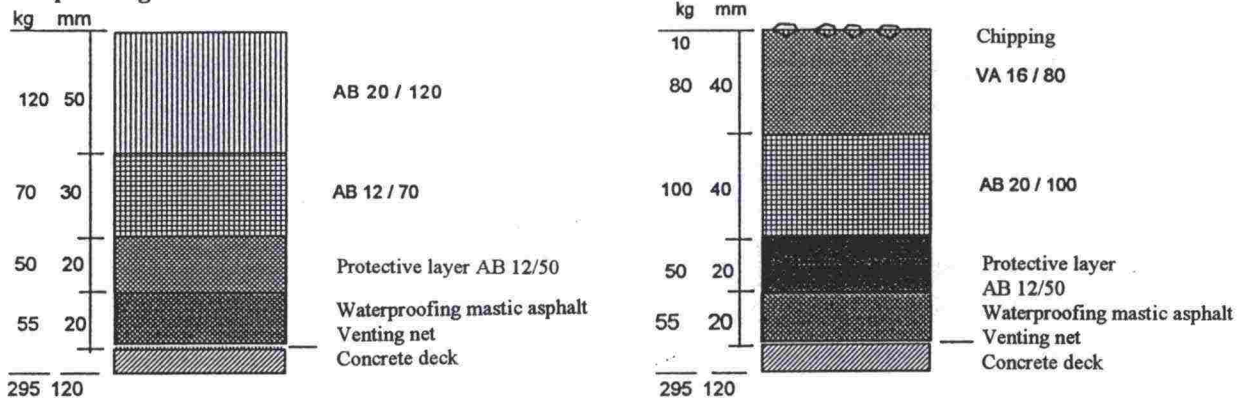 kg mm
120 50
AB 20 / 120
70 30
AB 12 / 70
50 20
Protective layer AB 12/50
55 20
Waterproofing mastic asphalt
Venting net
Concrete deck
295 120
kg mm
10
Chipping
80 40
VA 16 / 80
100 40
AB 20 / 100
50 20
Protective layer
AB 12/50
55 20
Waterproofing mastic asphalt
Venting net
Concrete deck
295 120